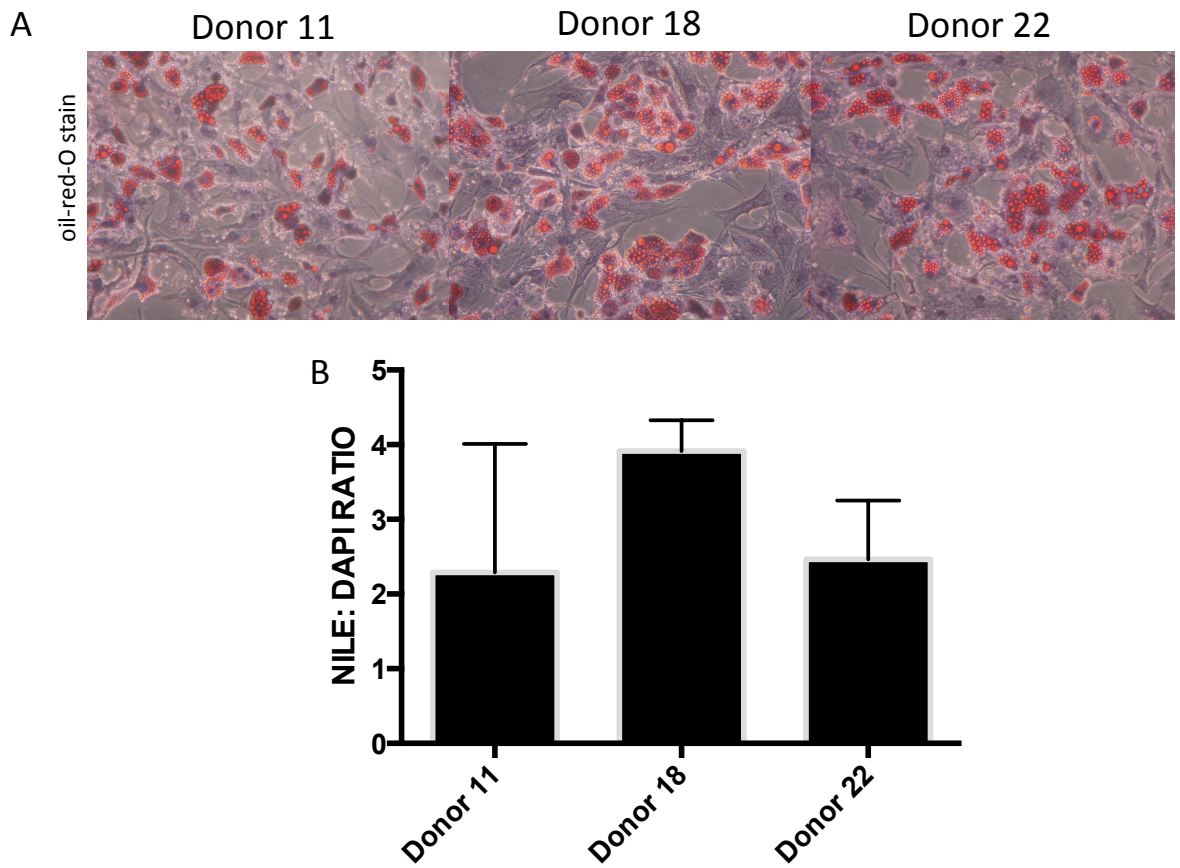 A
Donor 11
Donor 18
Donor 22
oil-red-O stain
B
NILE: DAPI RATIO
5
4
3
2
1
0
Donor 11
Donor 18
Donor 22